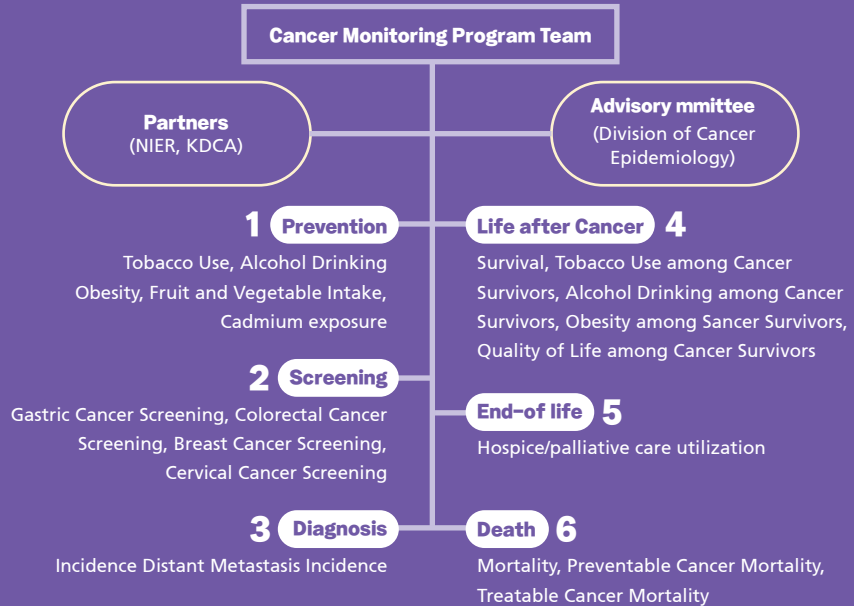 Cancer Monitoring Program Team
Partners
(NIER, KDCA)
Advisory mmittee
(Division of Cancer
Epidemiology)
1 Prevention
Tobacco Use, Alcohol Drinking
Obesity, Fruit and Vegetable Intake,
Cadmium exposure
2 Screening
Gastric Cancer Screening, Colorectal Cancer
Screening, Breast Cancer Screening,
Cervical Cancer Screening
3 Diagnosis
Incidence Distant Metastasis Incidence
Life after Cancer 4
Survival, Tobacco Use among Cancer
Survivors, Alcohol Drinking among Cancer
Survivors, Obesity among Sancer Survivors,
Quality of Life among Cancer Survivors
End-of life 5
Hospice/palliative care utilization
Death 6
Mortality, Preventable Cancer Mortality,
Treatable Cancer Mortality